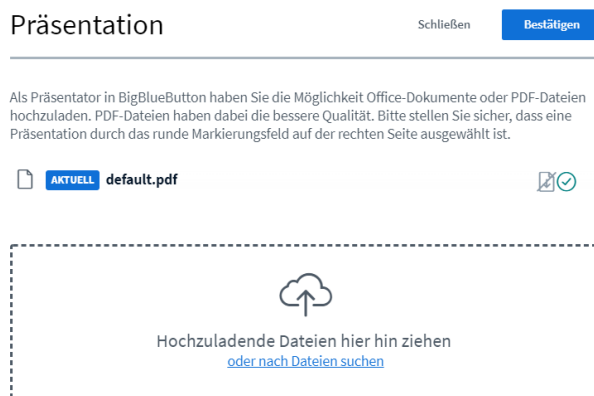 Präsentation
Schließen
Bestätigen
Als Präsentator in BigBlueButton haben Sie die Möglichkeit Office-Dokumente oder PDF-Dateien
hochzuladen. PDF-Dateien haben dabei die bessere Qualität. Bitte stellen Sie sicher, dass eine
Präsentation durch das runde Markierungsfeld auf der rechten Seite ausgewählt ist.
AKTUELL default.pdf
Hochzuladende Dateien hier hin ziehen
oder nach Dateien suchen